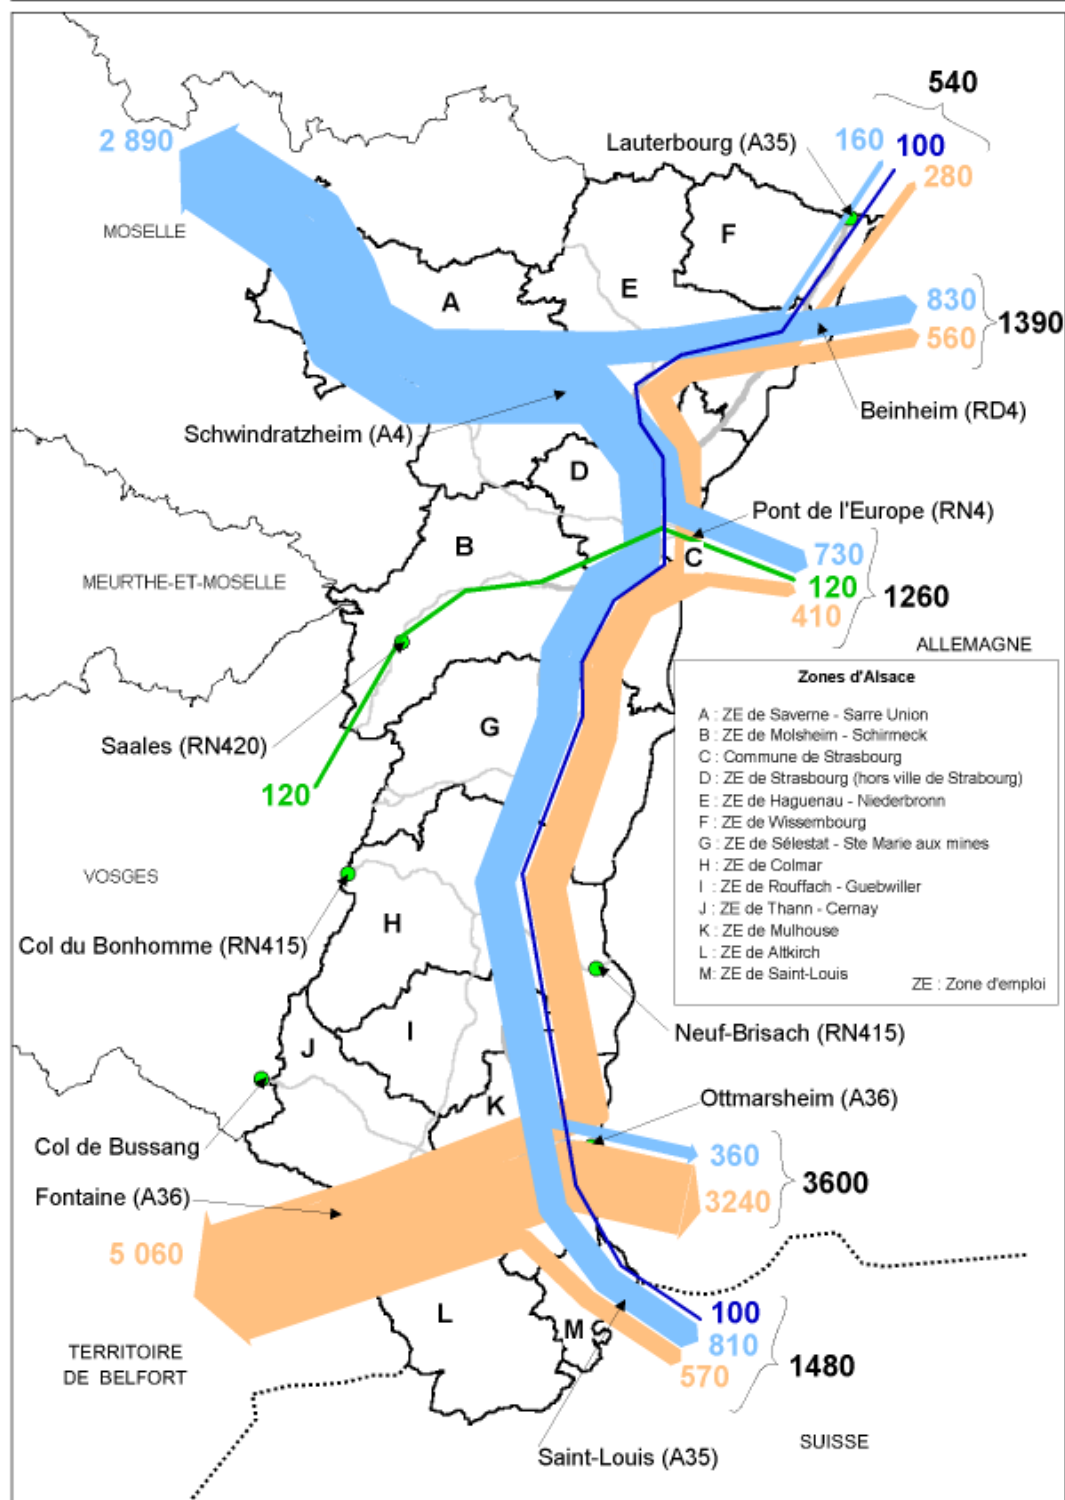 540
2 890
Lauterbourg (A35)
160
100
280
MOSELLE
F
E
A
830
1390
560
Beinheim (RD4)
Schwindratzheim (A4)
D
Pont de l'Europe (RN4)
B
C
730
MEURTHE-ET-MOSELLE
120
1260
410
ALLEMAGNE
Zones d'Alsace
A : ZE de Saverne - Sarre Union
B : ZE de Molsheim - Schirmeck
C : Commune de Strasbourg
D : ZE de Strasbourg (hors ville de Strabourg)
E : ZE de Haguenau - Niederbronn
F : ZE de Wissembourg
G : ZE de Sélestat - Ste Marie aux mines
H : ZE de Colmar
I : ZE de Rouffach - Guebwiller
J : ZE de Thann - Cernay
K : ZE de Mulhouse
L : ZE de Altkirch
M : ZE de Saint-Louis
ZE : Zone d'emploi
G
Saales (RN420)
120
VOSGES
H
Col du Bonhomme (RN415)
I
J
Neuf-Brisach (RN415)
K
Ottmarsheim (A36)
Col de Bussang
360
3600
Fontaine (A36)
3240
5 060
100
L
M
810
TERRITOIRE
DE BELFORT
1480
570
SUISSE
Saint-Louis (A35)